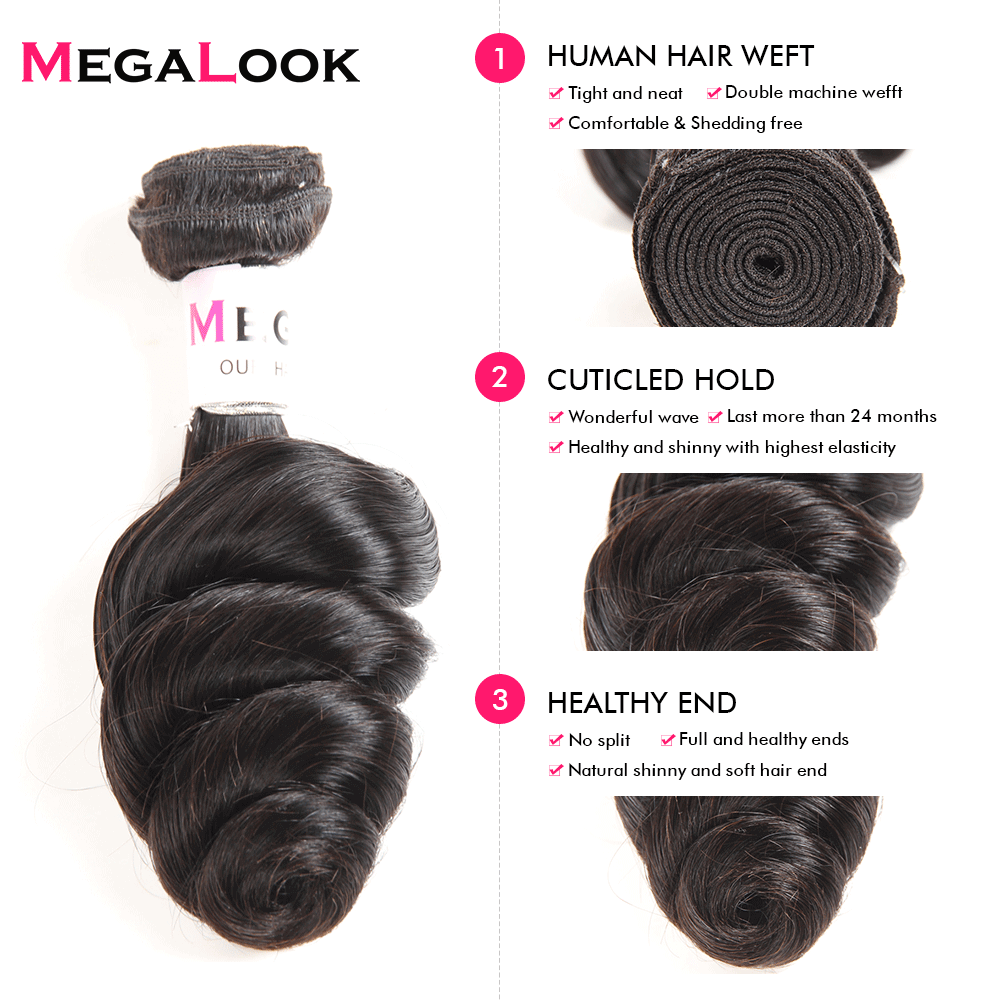 MEGALOOK
MEG
OU H
1
HUMAN HAIR WEFT
Tight and neat Double machine wefft
Comfortable & Shedding free
2
CUTICLED HOLD
Wonderful wave Last more than 24 months
Healthy and shinny with highest elasticity
3
HEALTHY END
No split Full and healthy ends
Natural shinny and soft hair end